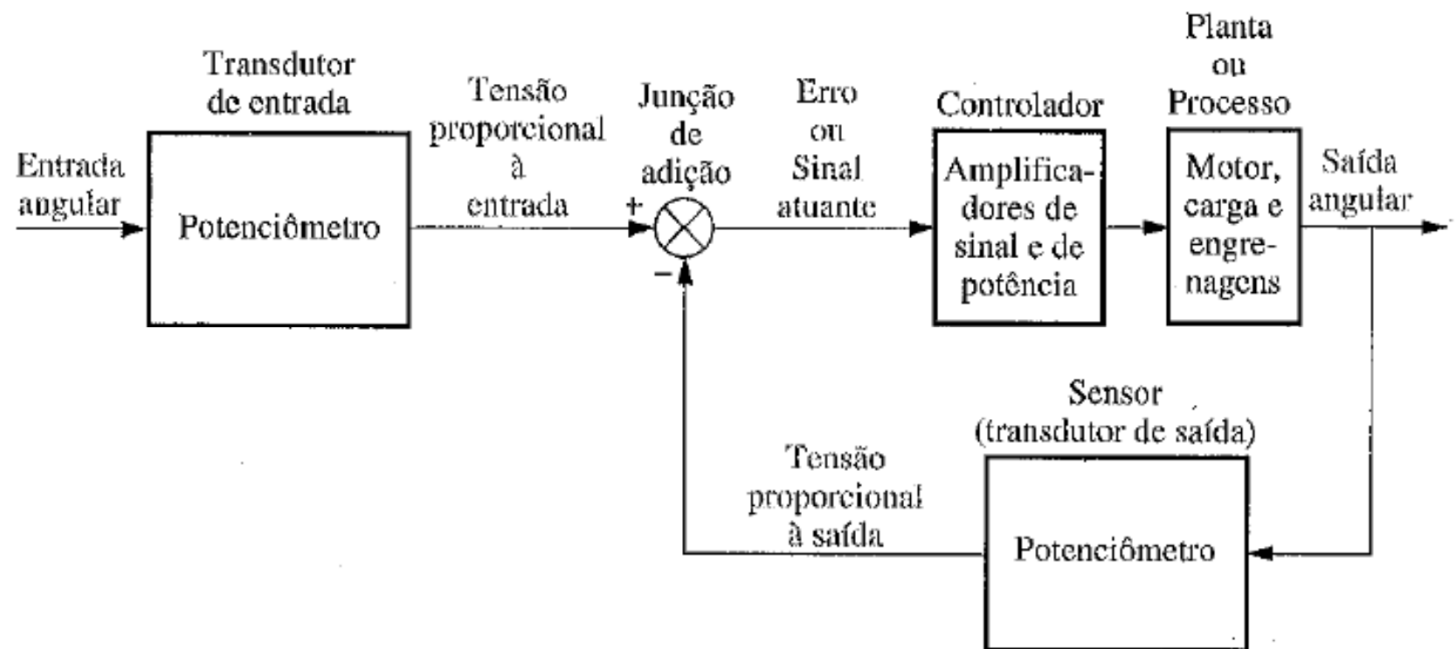 Transdutor
de entrada
Entrada
angular
Potenciômetro
Tensão
proporcional
à
entrada
Junção
de
adição
+
−
Erro
ou
Sinal
atuante
Controlador
Amplifica-
dores de
sinal e de
potência
Planta
ou
Processo
Motor,
carga e
engre-
nagens
Saída
angular
Sensor
(transdutor de saída)
Potenciômetro
Tensão
proporcional
à saída